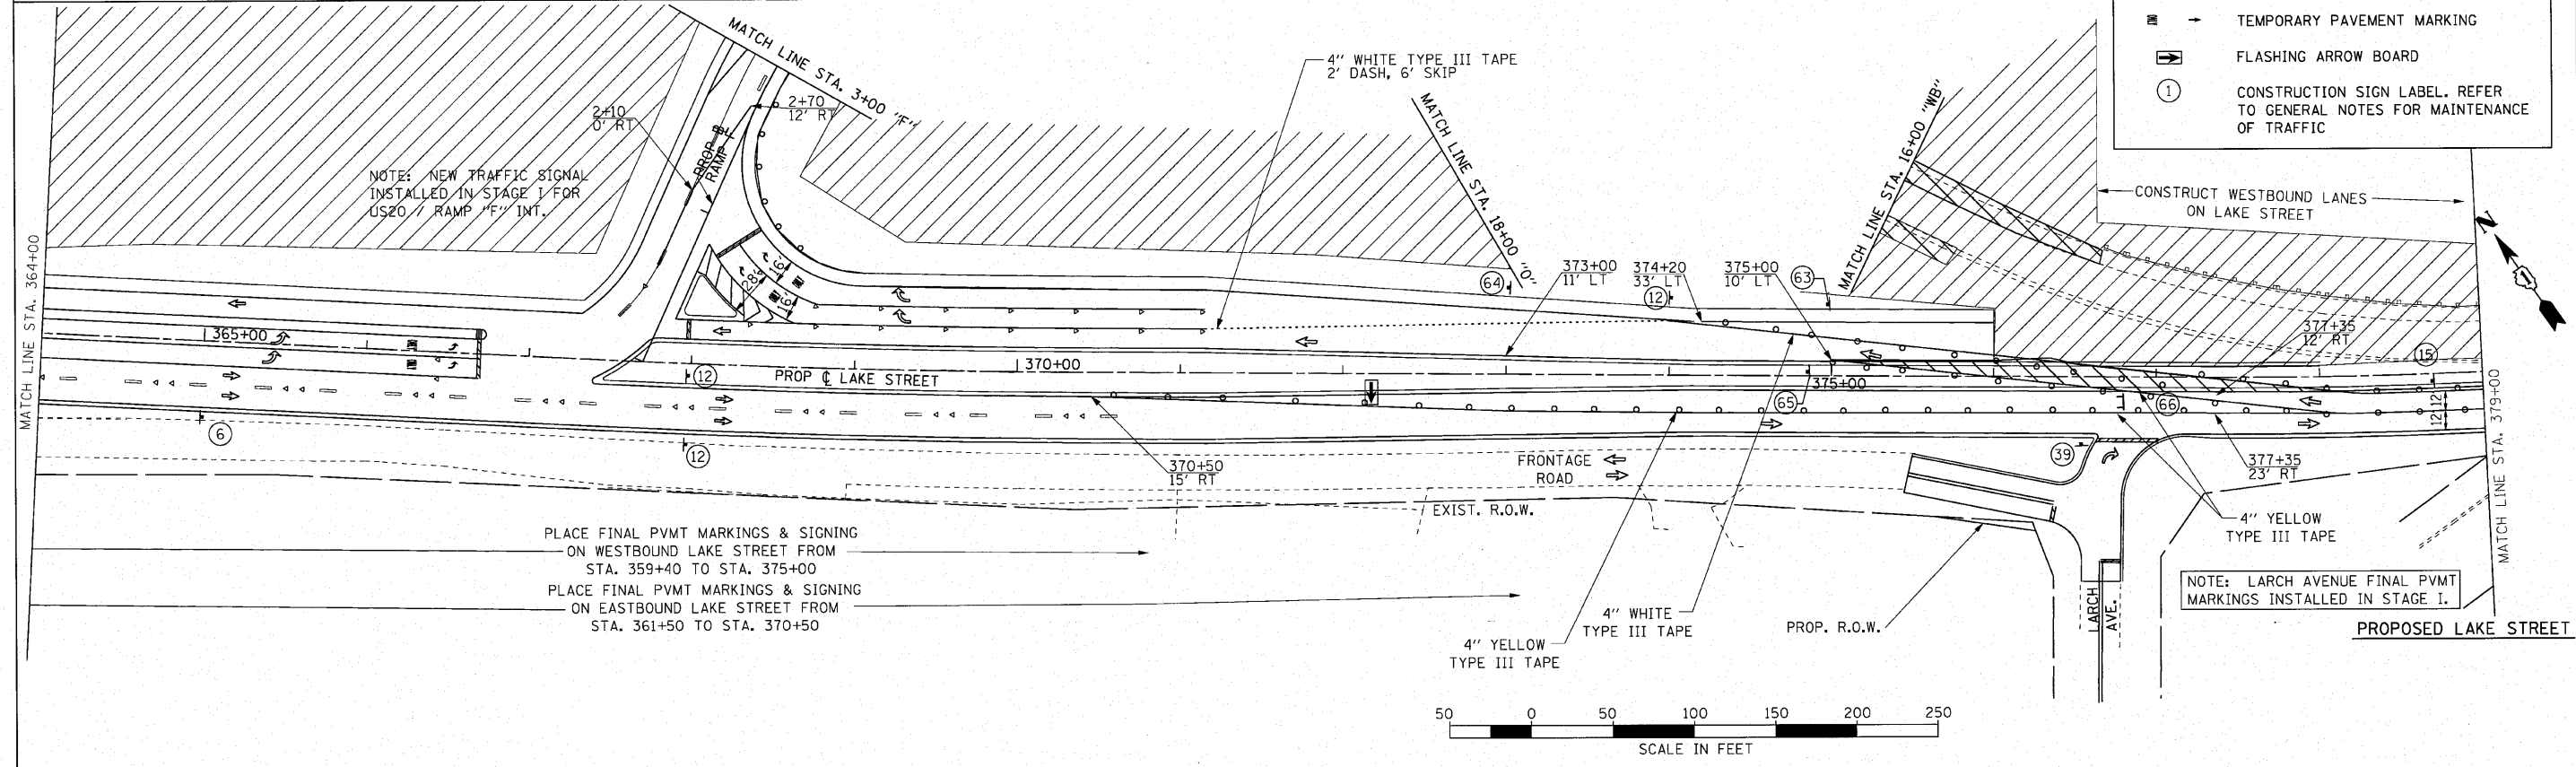 TEMPORARY PAVEMENT MARKING
FLASHING ARROW BOARD
1
CONSTRUCTION SIGN LABEL. REFER
TO GENERAL NOTES FOR MAINTENANCE
OF TRAFFIC
MATCH LINE STA. 3+00 "F"
4" WHITE TYPE III TAPE
2' DASH, 6' SKIP
2+10
0' RT
2+70
12' RT
DROP
RAMP
NOTE: NEW TRAFFIC SIGNAL
INSTALLED IN STAGE I FOR
US20 / RAMP "F" INT.
MATCH LINE STA. 18+00 "O"
MATCH LINE STA. 16+00 "WB"
CONSTRUCT WESTBOUND LANES
ON LAKE STREET
N
MATCH LINE STA. 364+00
28'
16'
16'
64
373+00
11' LT
374+20
33' LT
12
375+00
10' LT
63
377+35
12' RT
15
365+00
12
PROP ℄ LAKE STREET
370+00
375+00
65
66
12'
12'
MATCH LINE STA. 379+00
6
12
370+50
15' RT
FRONTAGE
ROAD
39
377+35
23' RT
EXIST. R.O.W.
4" YELLOW
TYPE III TAPE
PLACE FINAL PVMT MARKINGS & SIGNING
ON WESTBOUND LAKE STREET FROM
STA. 359+40 TO STA. 375+00
PLACE FINAL PVMT MARKINGS & SIGNING
ON EASTBOUND LAKE STREET FROM
STA. 361+50 TO STA. 370+50
4" YELLOW
TYPE III TAPE
4" WHITE
TYPE III TAPE
PROP. R.O.W.
LARCH
AVE.
NOTE: LARCH AVENUE FINAL PVMT
MARKINGS INSTALLED IN STAGE I.
PROPOSED LAKE STREET
50 0 50 100 150 200 250
SCALE IN FEET